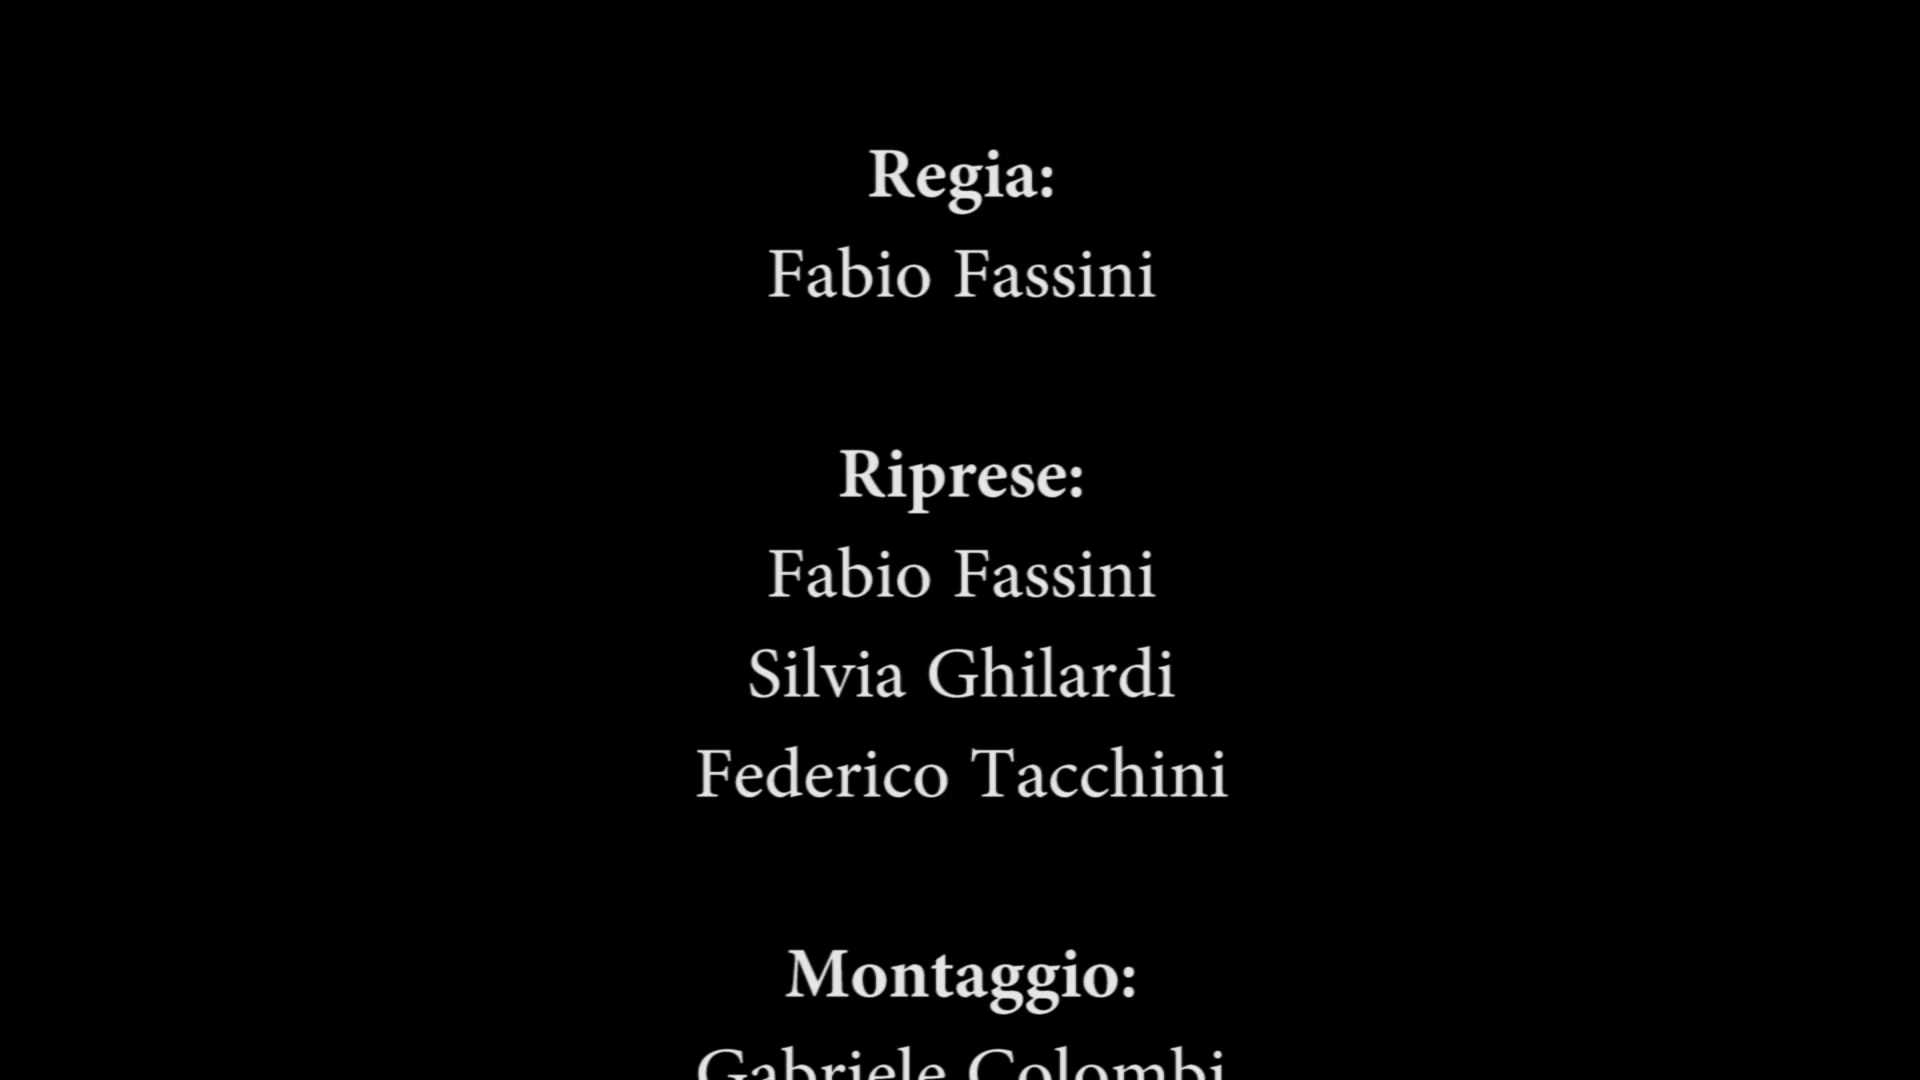 Regia:
Fabio Fassini
Riprese:
Fabio Fassini
Silvia Ghilardi
Federico Tacchini
Montaggio:
Gabriele Colombi